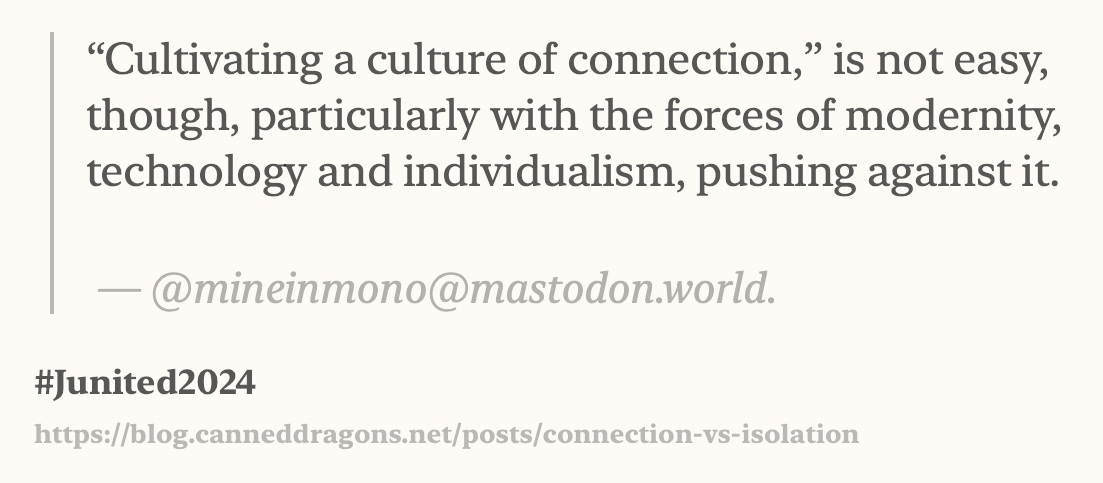 “Cultivating a culture of connection,” is not easy,
though, particularly with the forces of modernity,
technology and individualism, pushing against it.
— @mineinmono@mastodon.world.
#Junited2024
https://blog.canneddragons.net/posts/connection-vs-isolation